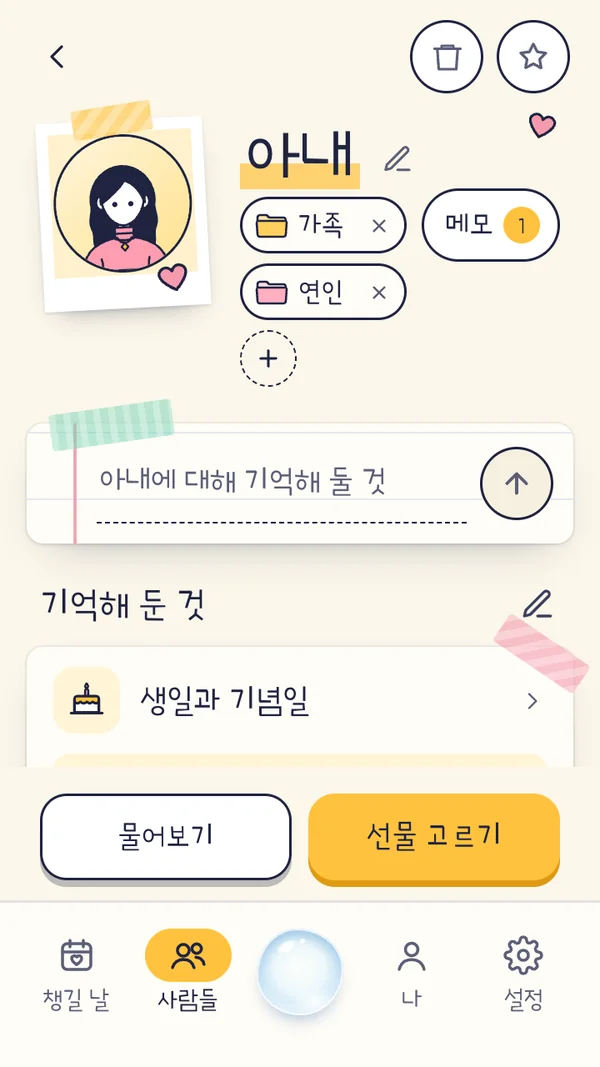 아내
가족
메모 1
연인
아내에 대해 기억해 둘 것
기억해 둔 것
생일과 기념일
물어보기
선물 고르기
챙길 날
사람들
나
설정